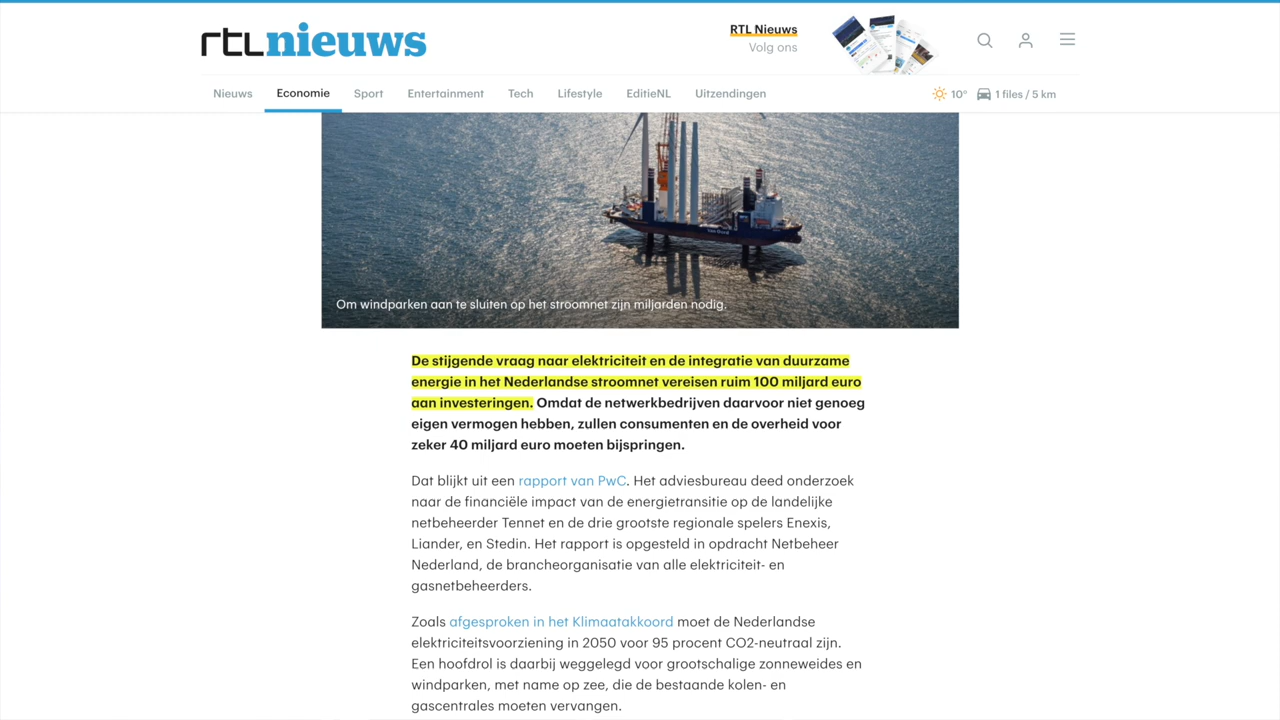 rtlnieuws
RTL Nieuws
Volg ons
Nieuws Economie Sport Entertainment Tech Lifestyle EditieNL Uitzendingen 10° 1 files / 5 km
Om windparken aan te sluiten op het stroomnet zijn miljarden nodig.
De stijgende vraag naar elektriciteit en de integratie van duurzame
energie in het Nederlandse stroomnet vereisen ruim 100 miljard euro
aan investeringen. Omdat de netwerkbedrijven daarvoor niet genoeg
eigen vermogen hebben, zullen consumenten en de overheid voor
zeker 40 miljard euro moeten bijspringen.
Dat blijkt uit een rapport van PwC. Het adviesbureau deed onderzoek
naar de financiële impact van de energietransitie op de landelijke
netbeheerder Tennet en de drie grootste regionale spelers Enexis,
Liander, en Stedin. Het rapport is opgesteld in opdracht Netbeheer
Nederland, de brancheorganisatie van alle elektriciteit- en
gasnetbeheerders.
Zoals afgesproken in het Klimaatakkoord moet de Nederlandse
elektriciteitsvoorziening in 2050 voor 95 procent CO2-neutraal zijn.
Een hoofdrol is daarbij weggelegd voor grootschalige zonneweides en
windparken, met name op zee, die de bestaande kolen- en
gascentrales moeten vervangen.